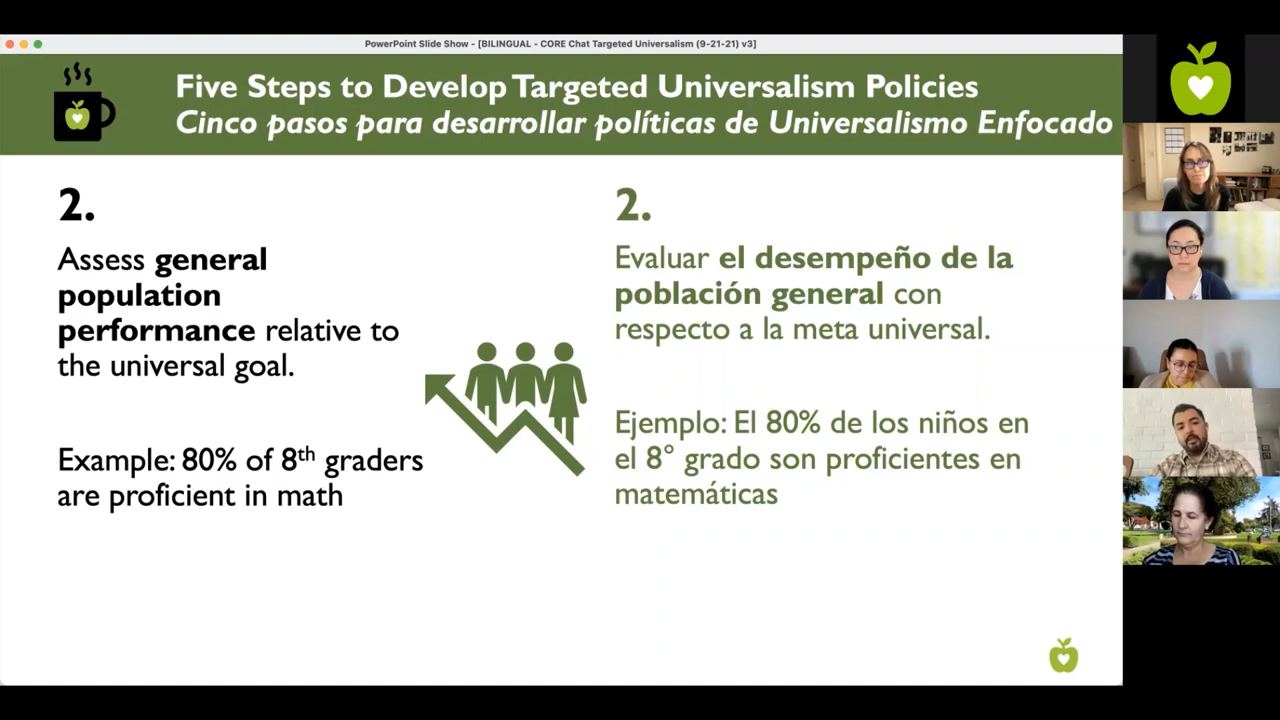 PowerPoint Slide Show - [BILINGUAL - CORE Chat Targeted Universalism (9-21-21) v3]
Five Steps to Develop Targeted Universalism Policies
Cinco pasos para desarrollar políticas de Universalismo Enfocado
2.
Assess general
population
performance relative to
the universal goal.
Example: 80% of 8th graders
are proficient in math
2.
Evaluar el desempeño de la
población general con
respecto a la meta universal.
Ejemplo: El 80% de los niños en
el 8° grado son proficientes en
matemáticas